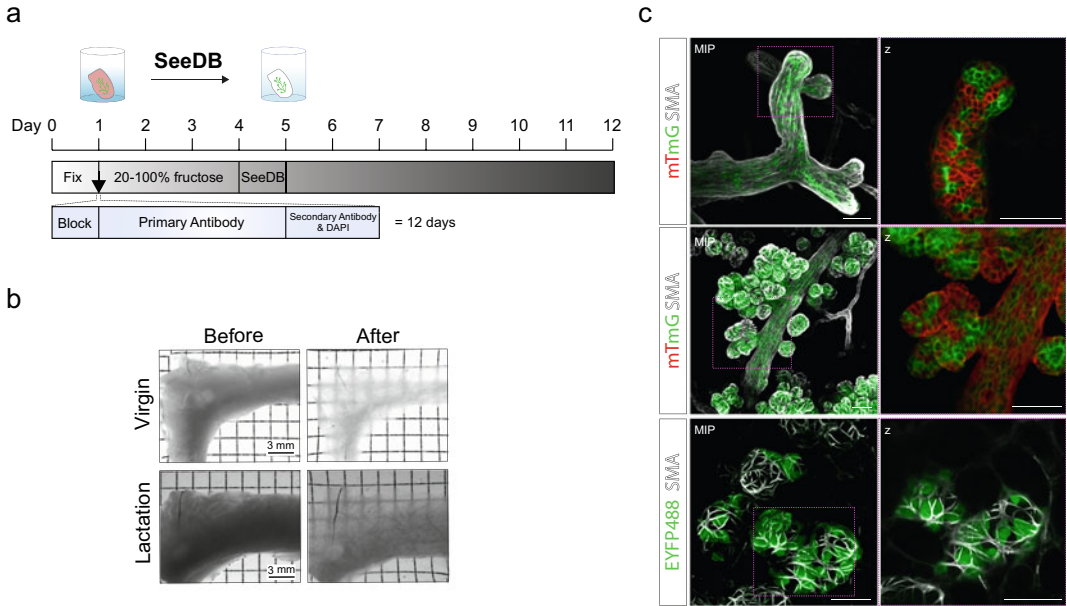 a
SeeDB
Day 0 1 2 3 4 5 6 7 8 9 10 11 12
Fix 20-100% fructose SeeDB
Block Primary Antibody Secondary Antibody & DAPI = 12 days
b
Before After
Virgin
3 mm
Lactation
3 mm
c
mTmG SMA
MIP z
mTmG SMA
MIP z
EYFP488 SMA
MIP z